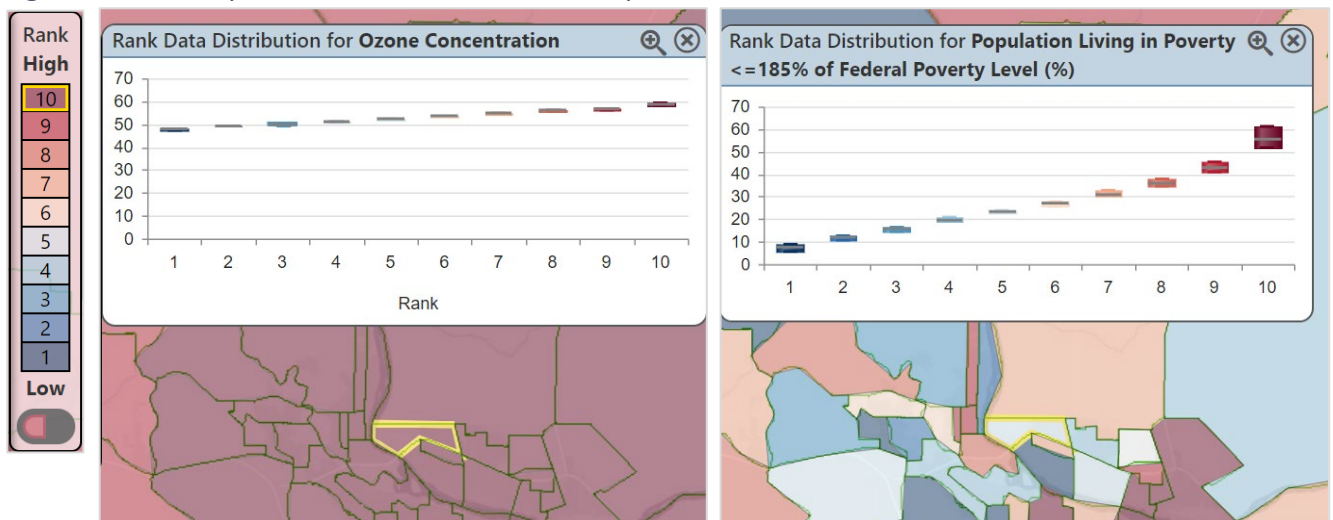 Rank
High
10
9
8
7
6
5
4
3
2
1
Low
Rank Data Distribution for Ozone Concentration
70
60
50
40
30
20
10
0
1 2 3 4 5 6 7 8 9 10
Rank
Rank Data Distribution for Population Living in Poverty
<=185% of Federal Poverty Level (%)
70
60
50
40
30
20
10
0
1 2 3 4 5 6 7 8 9 10